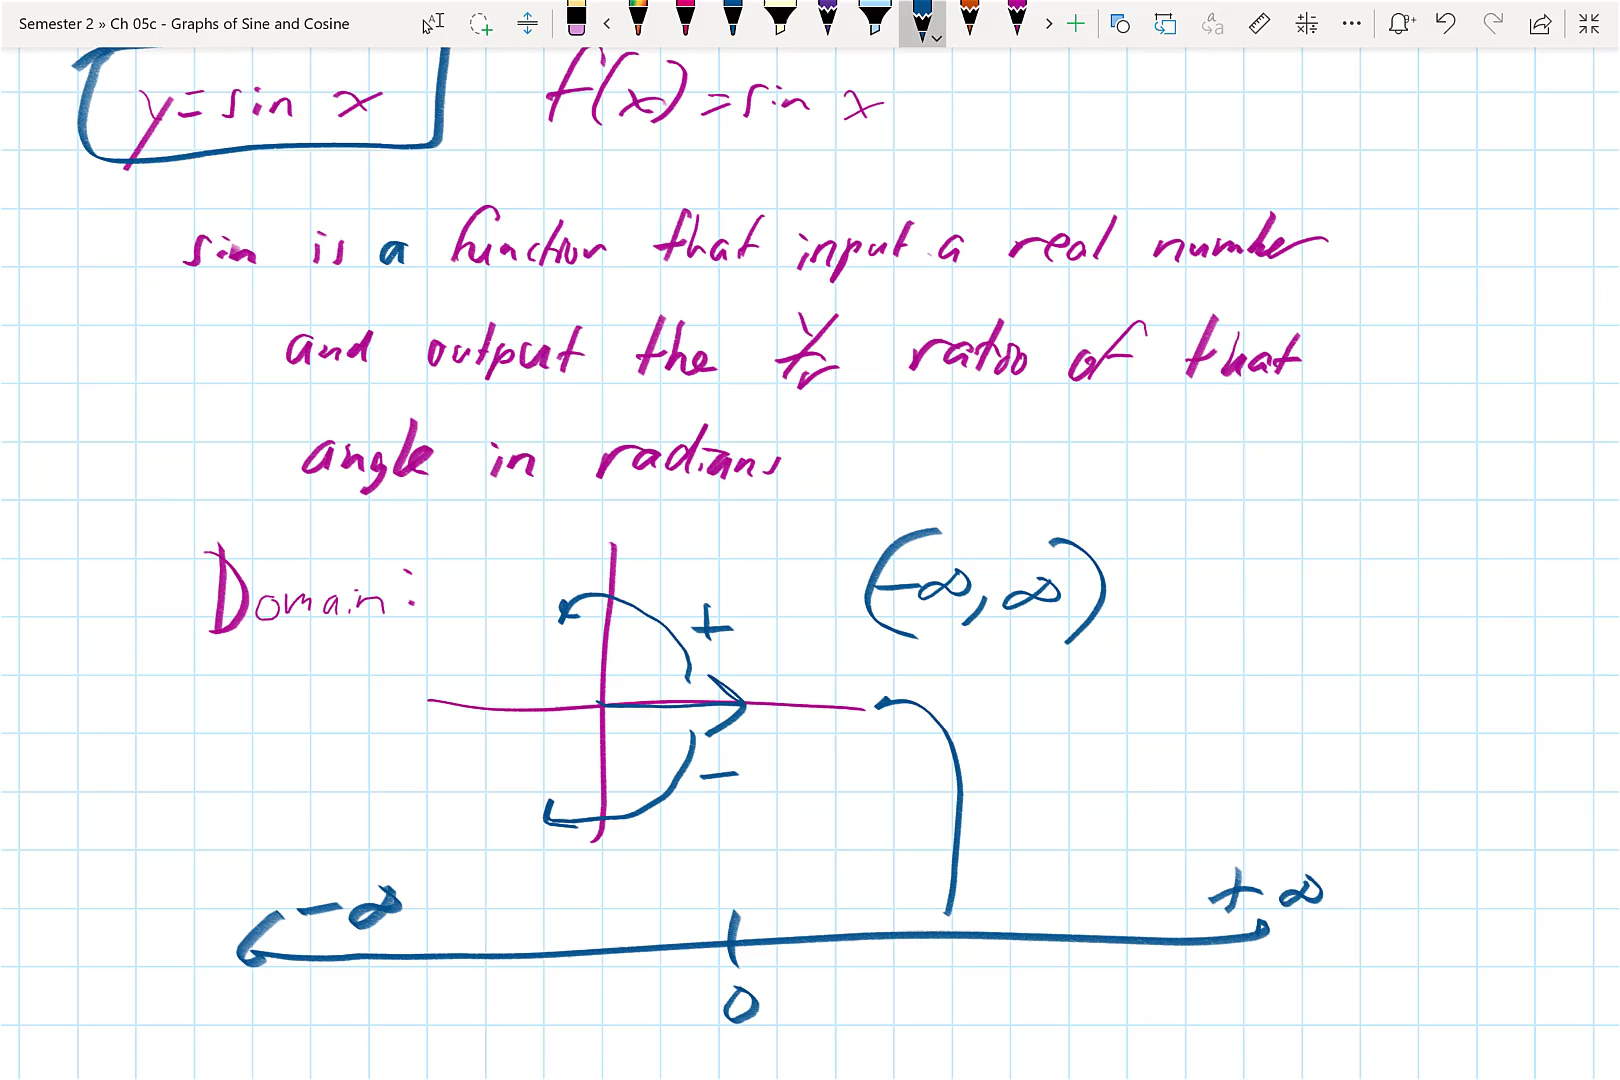 Semester 2 » Ch 05c - Graphs of Sine and Cosine
y = sin x f(x) = sin x
sin is a function that input a real number
and output the y/r ratio of that
angle in radians
Domain: (-∞, ∞)
+
-
-∞ +∞
0